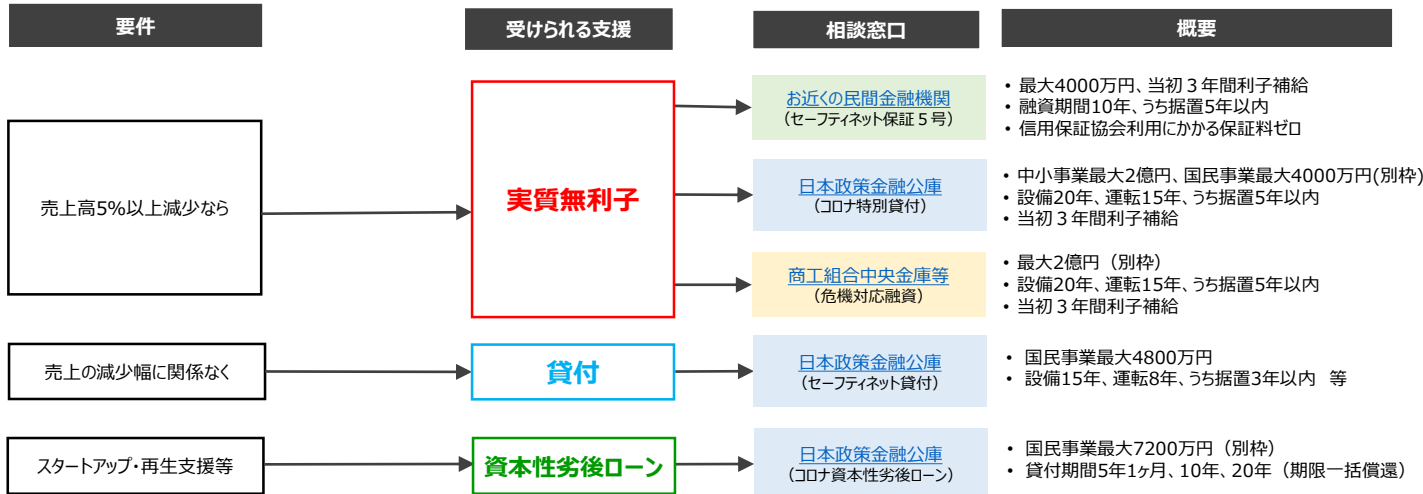 要件
受けられる支援
相談窓口
概要
売上高5%以上減少なら
実質無利子
お近くの民間金融機関
(セーフティネット保証５号)
• 最大4000万円、当初３年間利子補給
• 融資期間10年、うち据置5年以内
• 信用保証協会利用にかかる保証料ゼロ
日本政策金融公庫
(コロナ特別貸付)
• 中小事業最大2億円、国民事業最大4000万円(別枠)
• 設備20年、運転15年、うち据置5年以内
• 当初３年間利子補給
商工組合中央金庫等
(危機対応融資)
• 最大2億円（別枠）
• 設備20年、運転15年、うち据置5年以内
• 当初３年間利子補給
売上の減少幅に関係なく
貸付
日本政策金融公庫
(セーフティネット貸付)
• 国民事業最大4800万円
• 設備15年、運転8年、うち据置3年以内 等
スタートアップ・再生支援等
資本性劣後ローン
日本政策金融公庫
(コロナ資本性劣後ローン)
• 国民事業最大7200万円（別枠）
• 貸付期間5年1ヶ月、10年、20年（期限一括償還）